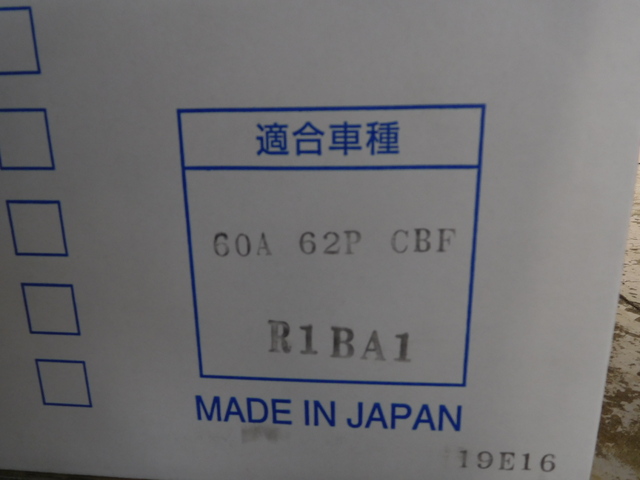 適合車種
60A 62P CBF
R1BA1
MADE IN JAPAN
19E16